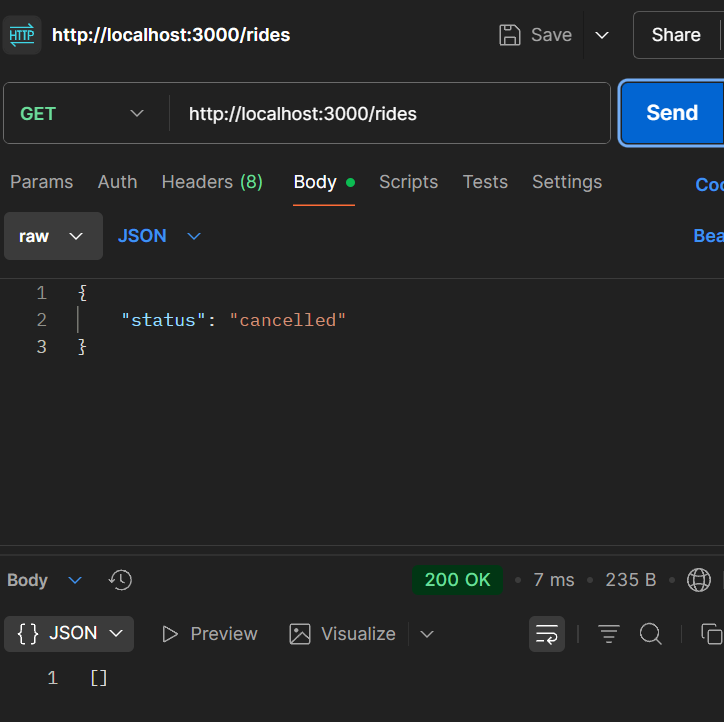 HTTP http://localhost:3000/rides Save Share
GET http://localhost:3000/rides Send
Params Auth Headers (8) Body Scripts Tests Settings Coo
raw JSON Bea
1 {
2 "status": "cancelled"
3 }
Body 200 OK 7 ms 235 B
{} JSON Preview Visualize
1 []